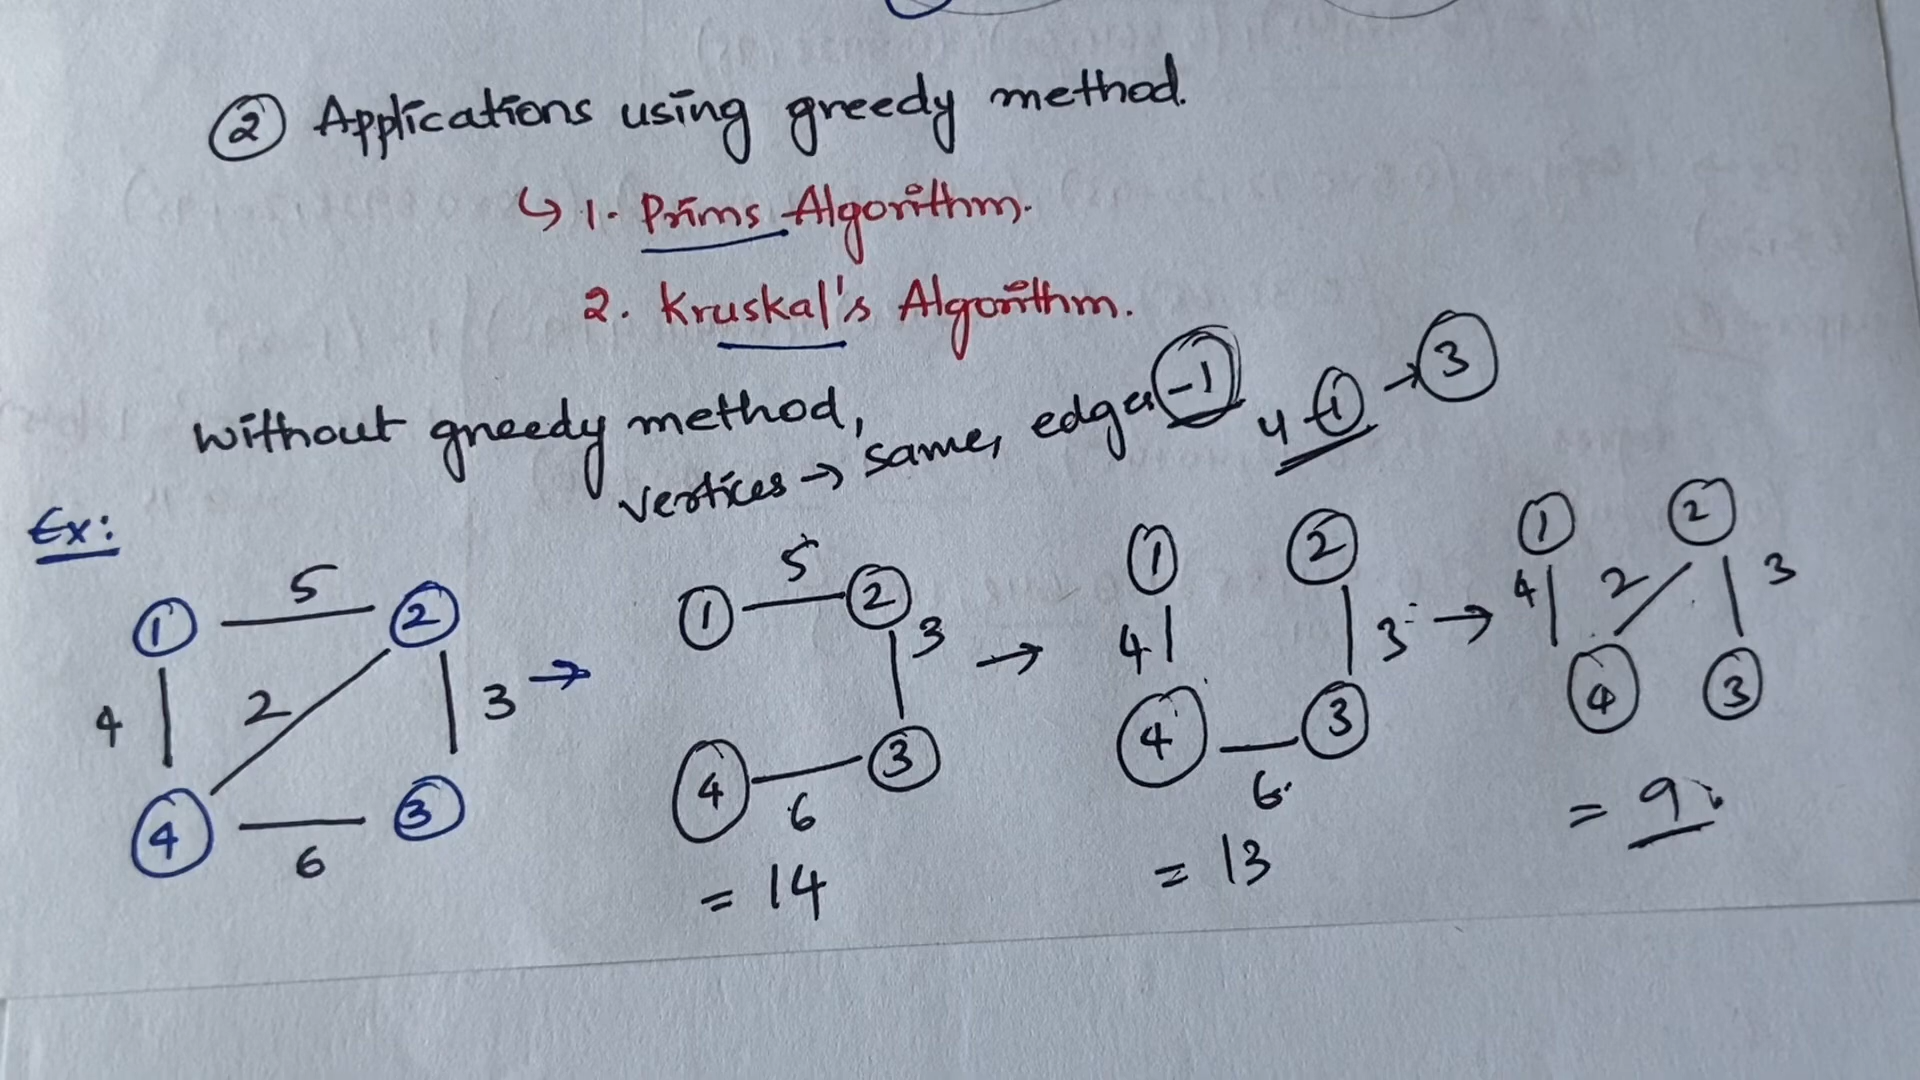 ② Applications using greedy method.
↳ 1. Prims Algorithm.
2. Kruskal's Algorithm.
without greedy method,
vertices → same, edges -1 4-1 → 3
Ex:
1 5 2
4 2 3 →
4 6 3
1 5 2
3 →
4 6 3
= 14
1 2
4 3 →
4 6 3
= 13
1 2
4 2 3
4 3
= 9